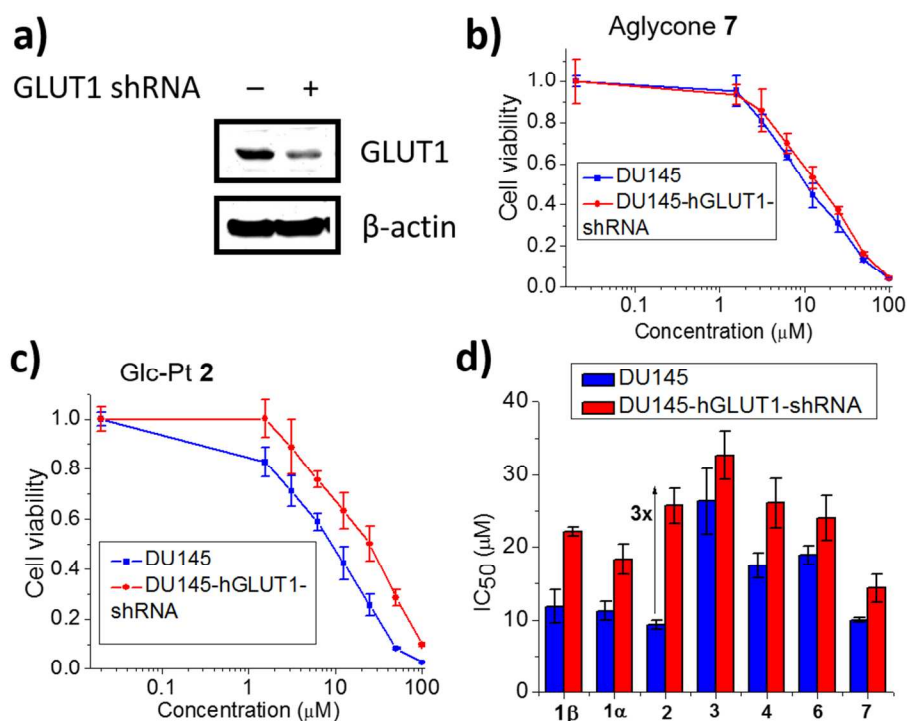 a)
GLUT1 shRNA – +
GLUT1
β-actin
b)
Aglycone 7
Cell viability
1.0
0.8
0.6
0.4
0.2
0.0
DU145
DU145-hGLUT1-
shRNA
0.1 1 10 100
Concentration (μM)
c)
Glc-Pt 2
Cell viability
1.0
0.8
0.6
0.4
0.2
0.0
DU145
DU145-hGLUT1-
shRNA
0.1 1 10 100
Concentration (μM)
d)
DU145
DU145-hGLUT1-shRNA
IC50 (μM)
40
30
20
10
0
3x
1β 1α 2 3 4 6 7